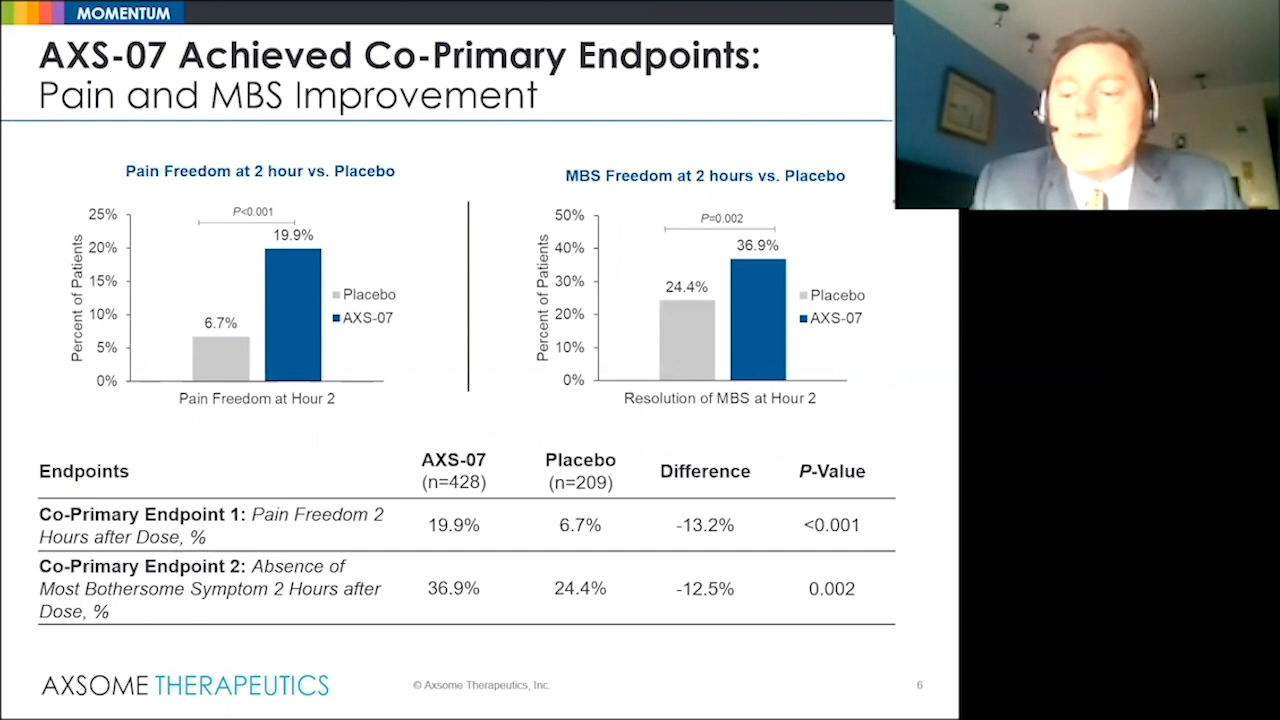 MOMENTUM
AXS-07 Achieved Co-Primary Endpoints:
Pain and MBS Improvement
Pain Freedom at 2 hour vs. Placebo
25%
20%
15%
10%
5%
0%
Percent of Patients
P<0.001
6.7%
19.9%
Placebo
AXS-07
Pain Freedom at Hour 2
MBS Freedom at 2 hours vs. Placebo
50%
40%
30%
20%
10%
0%
Percent of Patients
P=0.002
24.4%
36.9%
Placebo
AXS-07
Resolution of MBS at Hour 2
Endpoints AXS-07 (n=428) Placebo (n=209) Difference P-Value
Co-Primary Endpoint 1: Pain Freedom 2
Hours after Dose, %
19.9% 6.7% -13.2% <0.001
Co-Primary Endpoint 2: Absence of
Most Bothersome Symptom 2 Hours after
Dose, %
36.9% 24.4% -12.5% 0.002
AXSOME THERAPEUTICS
© Axsome Therapeutics, Inc.
6